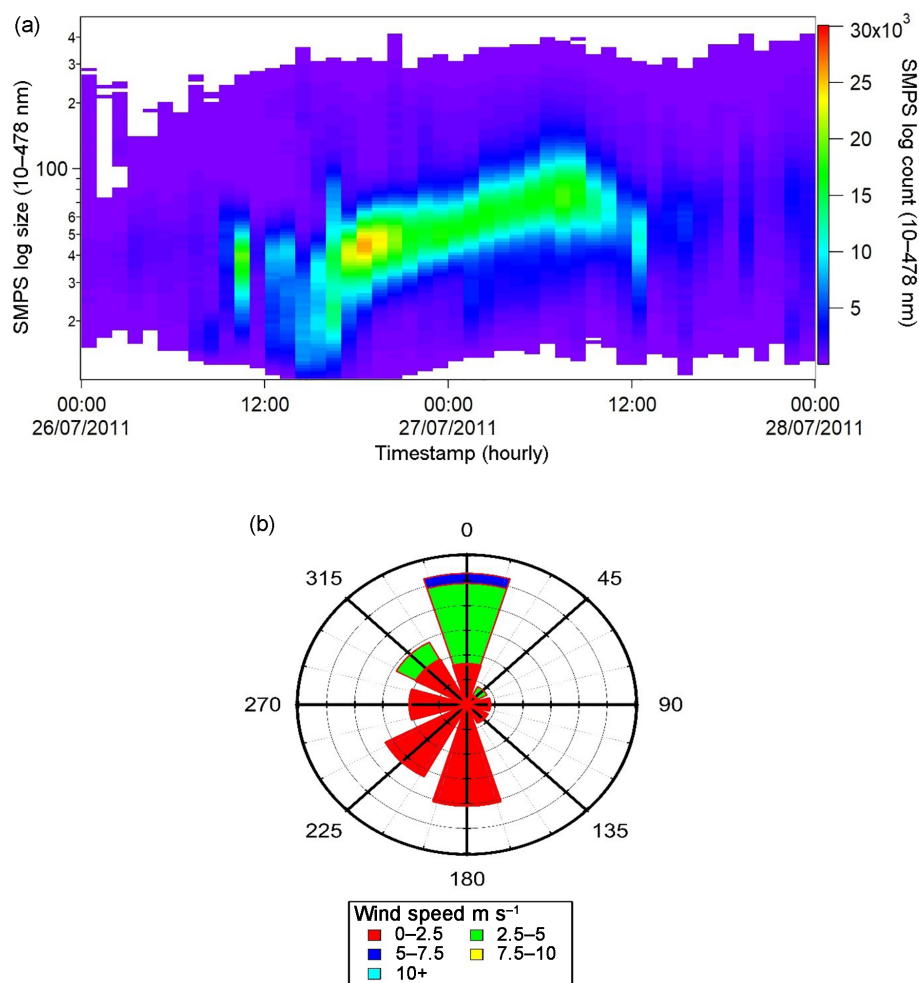 (a)
4
3
2
100
6
5
4
3
2
SMPS log size (10–478 nm)
30x10³
25
20
15
10
5
SMPS log count (10–478 nm)
00:00 12:00 00:00 12:00 00:00
26/07/2011 27/07/2011 28/07/2011
Timestamp (hourly)
(b)
0
315 45
270 90
225 135
180
Wind speed m s⁻¹
0–2.5 2.5–5
5–7.5 7.5–10
10+